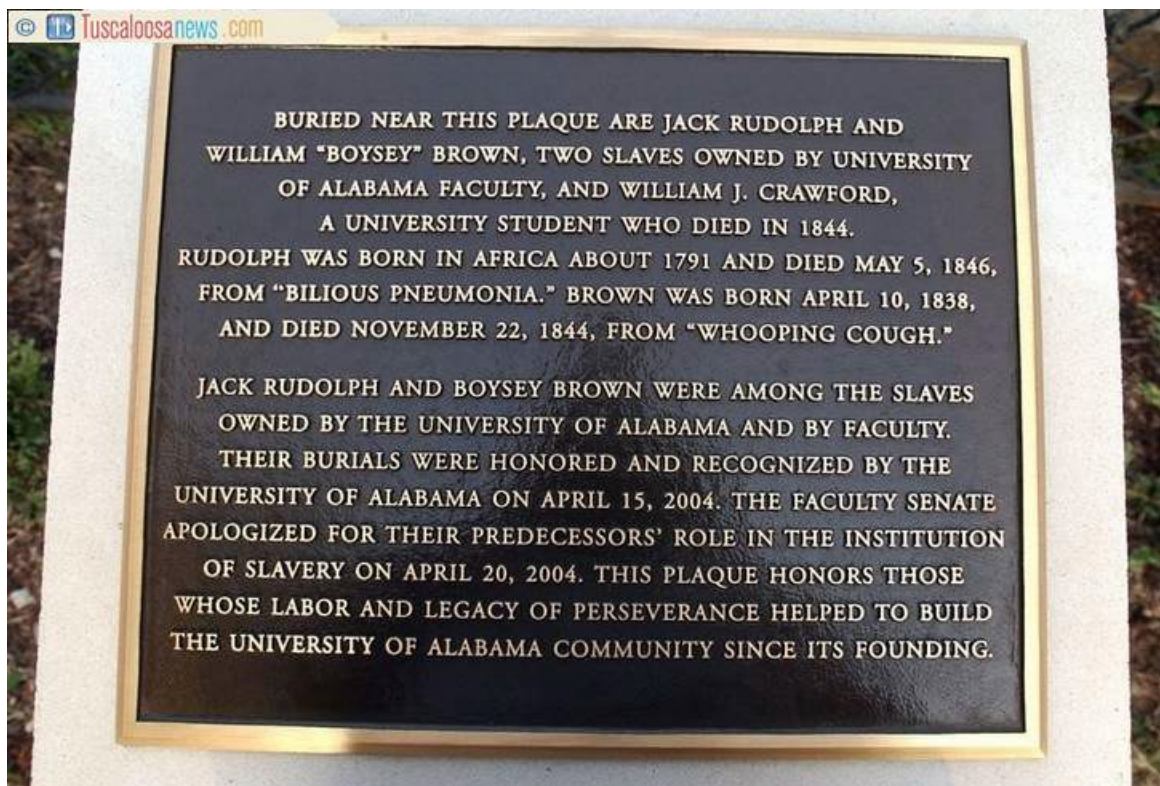 © Tuscaloosanews.com
BURIED NEAR THIS PLAQUE ARE JACK RUDOLPH AND
WILLIAM "BOYSEY" BROWN, TWO SLAVES OWNED BY UNIVERSITY
OF ALABAMA FACULTY, AND WILLIAM J. CRAWFORD,
A UNIVERSITY STUDENT WHO DIED IN 1844.
RUDOLPH WAS BORN IN AFRICA ABOUT 1791 AND DIED MAY 5, 1846,
FROM "BILIOUS PNEUMONIA." BROWN WAS BORN APRIL 10, 1838,
AND DIED NOVEMBER 22, 1844, FROM "WHOOPING COUGH."
JACK RUDOLPH AND BOYSEY BROWN WERE AMONG THE SLAVES
OWNED BY THE UNIVERSITY OF ALABAMA AND BY FACULTY.
THEIR BURIALS WERE HONORED AND RECOGNIZED BY THE
UNIVERSITY OF ALABAMA ON APRIL 15, 2004. THE FACULTY SENATE
APOLOGIZED FOR THEIR PREDECESSORS' ROLE IN THE INSTITUTION
OF SLAVERY ON APRIL 20, 2004. THIS PLAQUE HONORS THOSE
WHOSE LABOR AND LEGACY OF PERSEVERANCE HELPED TO BUILD
THE UNIVERSITY OF ALABAMA COMMUNITY SINCE ITS FOUNDING.